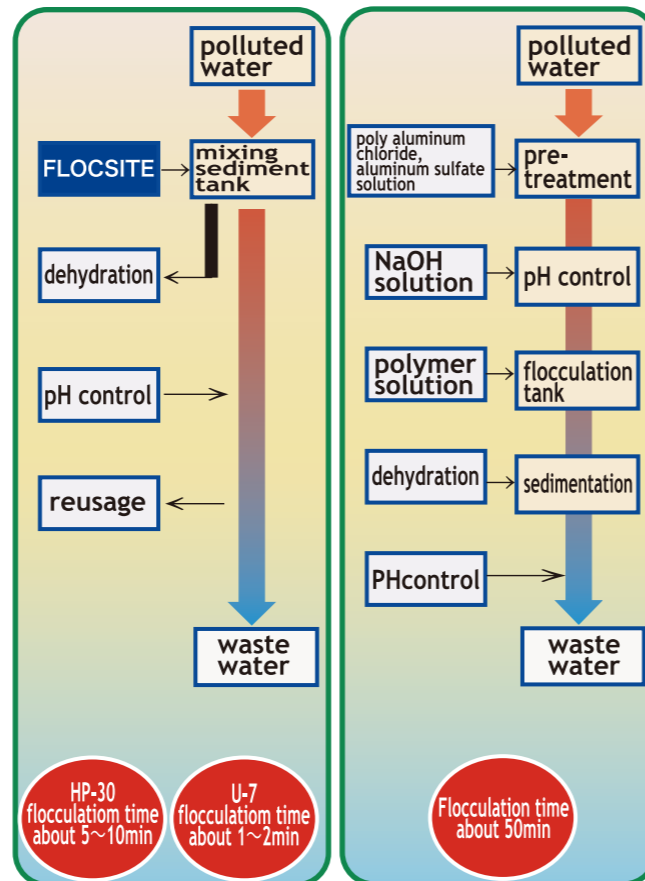 polluted
water
FLOCSITE
mixing
sediment
tank
dehydration
pH control
reusage
waste
water
HP-30
flocculatiom time
about 5～10min
U-7
flocculatiom time
about 1～2min
polluted
water
poly aluminum
chloride,
aluminum sulfate
solution
pre-
treatment
NaOH
solution
pH control
polymer
solution
flocculation
tank
dehydration
sedimentation
PHcontrol
waste
water
Flocculation time
about 50min